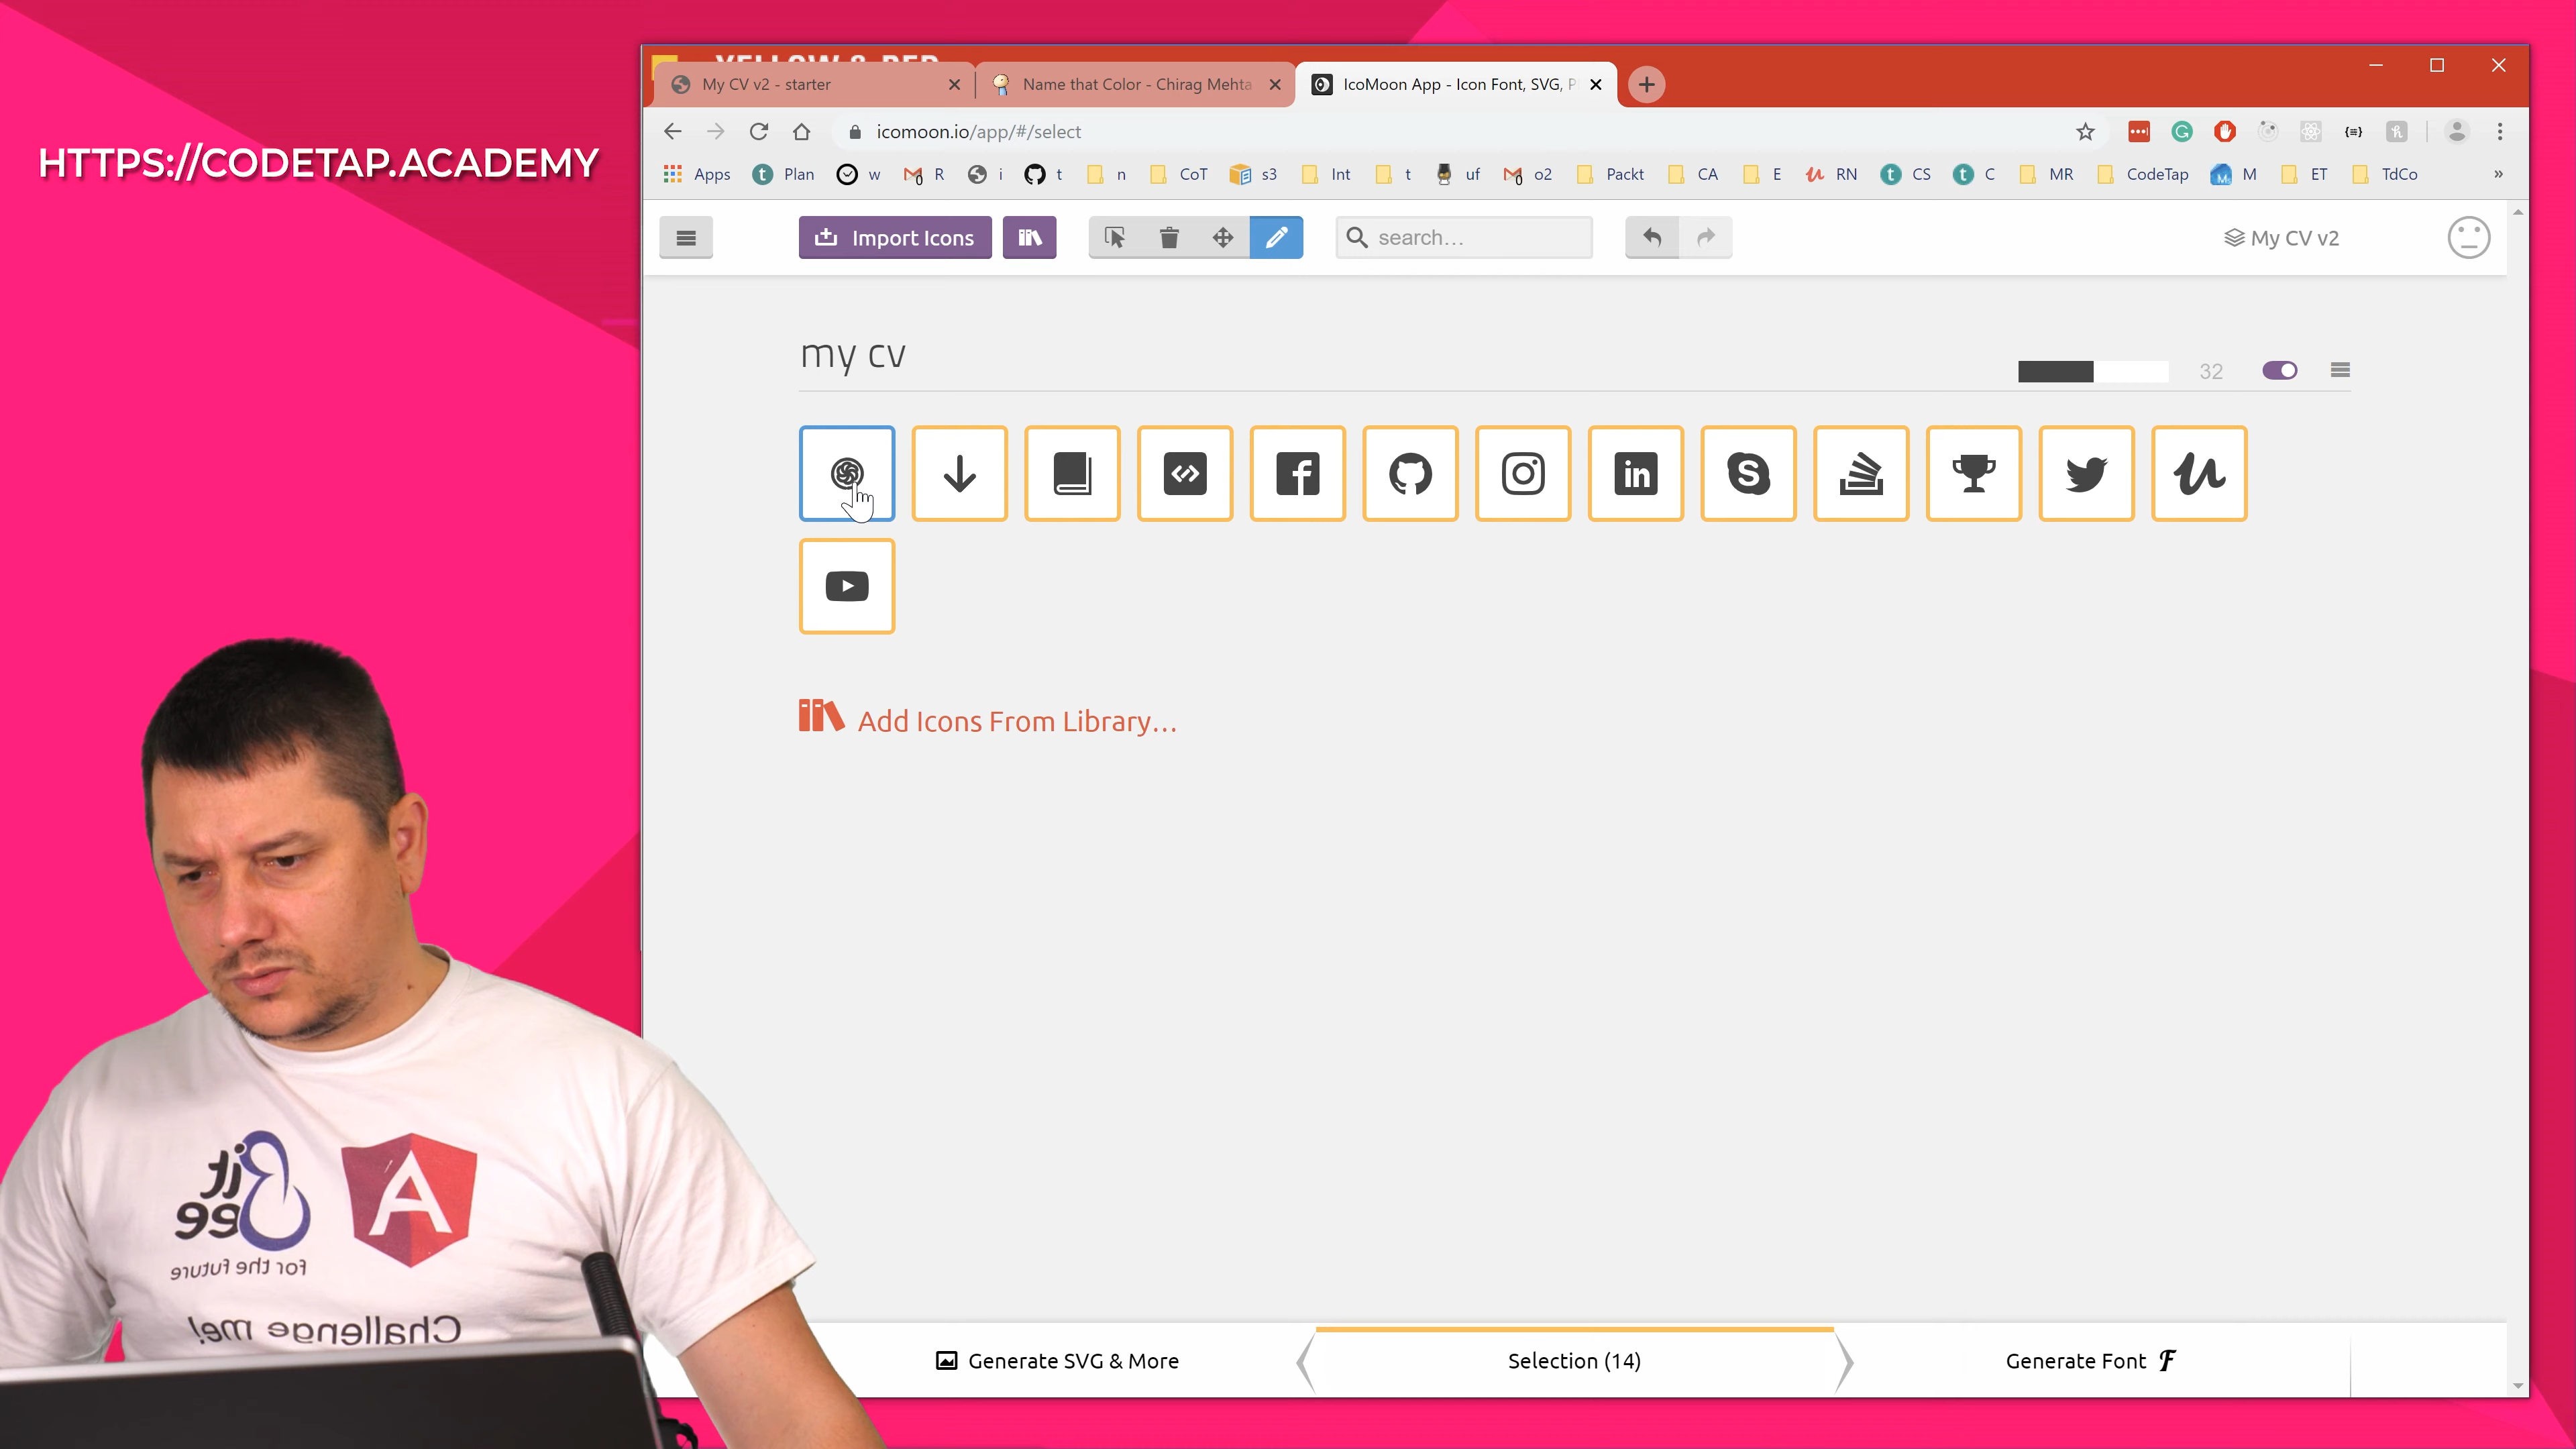 HTTPS://CODETAP.ACADEMY
My CV v2 - starter
Name that Color - Chirag Mehta
IcoMoon App - Icon Font, SVG, P
icomoon.io/app/#/select
Apps Plan w R i t n CoT s3 Int t uf o2 Packt CA E RN CS C MR CodeTap M ET TdCo »
Import Icons
search...
My CV v2
my cv
32
Add Icons From Library...
Bit
Bee
for the future
Challenge me!
Generate SVG & More
Selection (14)
Generate Font